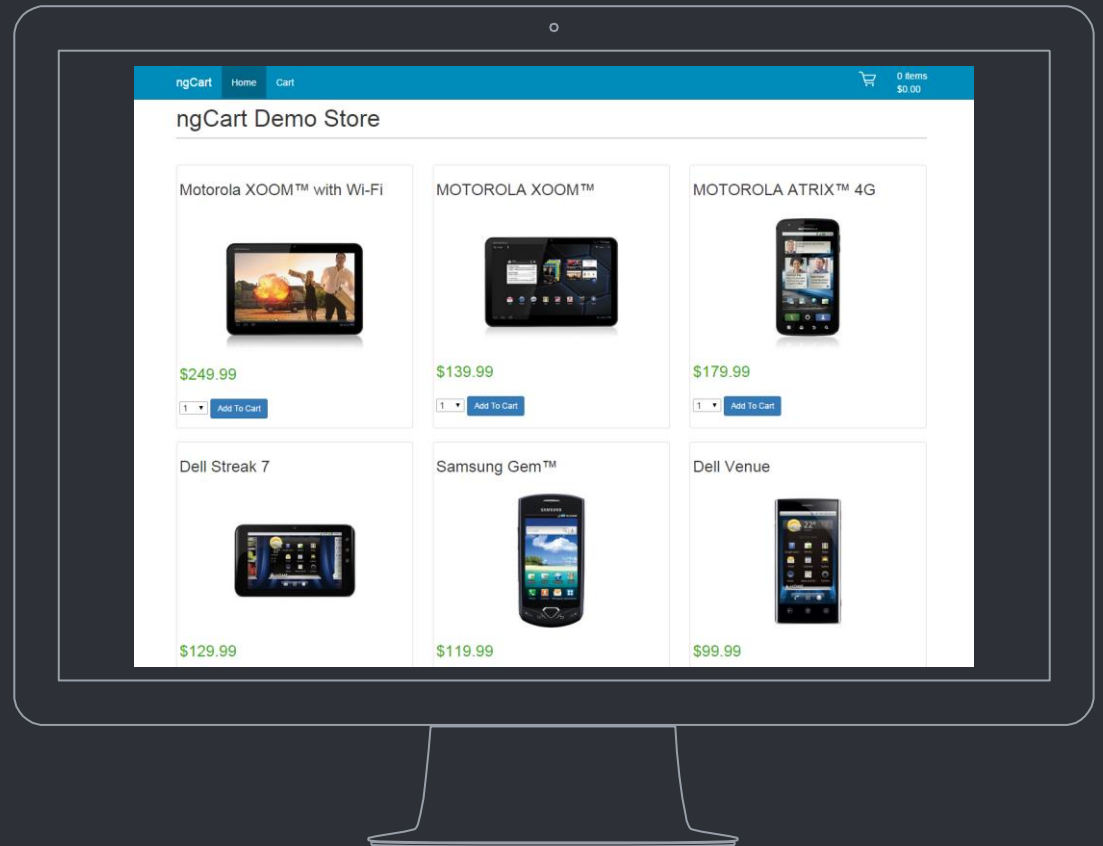 ngCart Home Cart
0 items
$0.00
ngCart Demo Store
Motorola XOOM™ with Wi-Fi
MOTOROLA XOOM™
MOTOROLA ATRIX™ 4G
$249.99
$139.99
$179.99
1 Add To Cart
1 Add To Cart
1 Add To Cart
Dell Streak 7
Samsung Gem™
Dell Venue
SAMSUNG
22°
$129.99
$119.99
$99.99